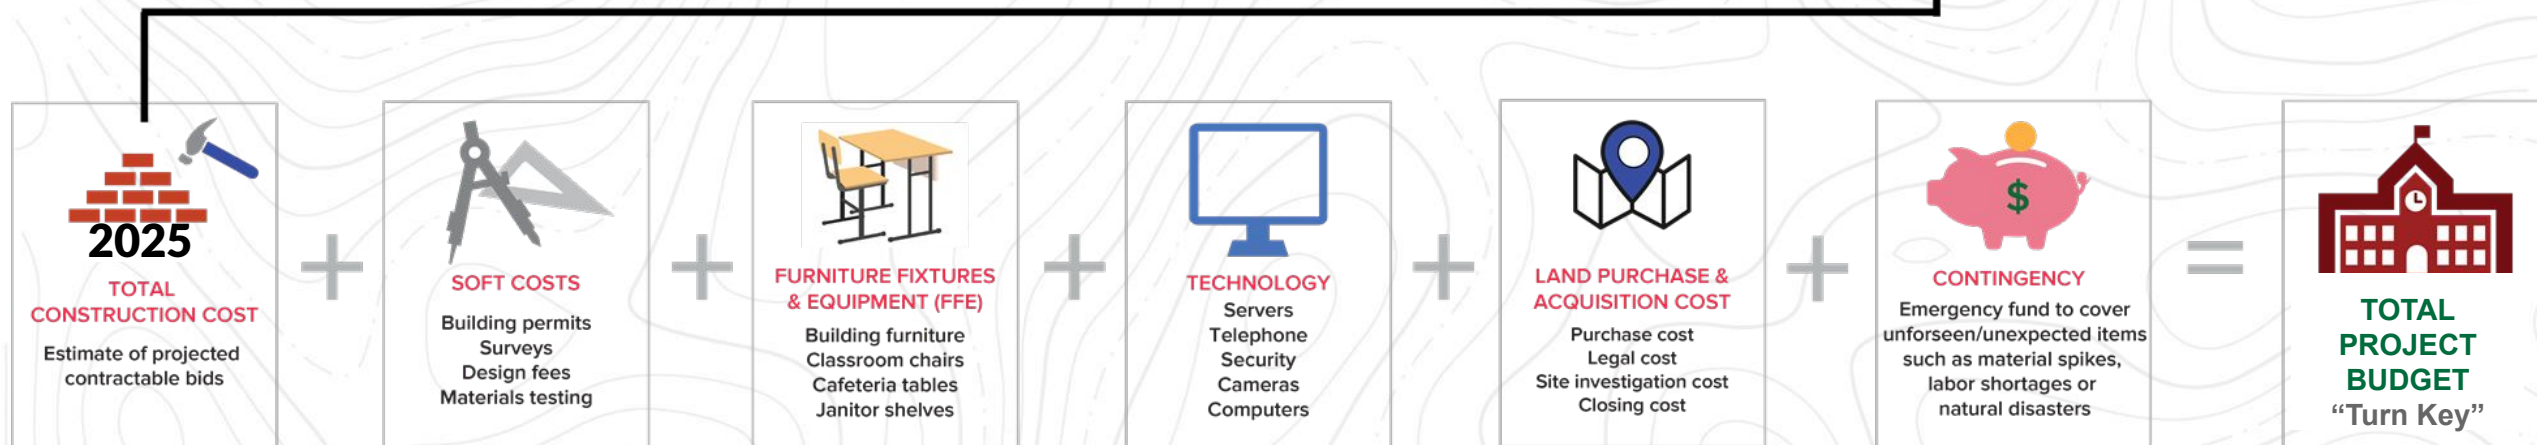 2025
TOTAL
CONSTRUCTION COST
Estimate of projected
contractable bids
+
SOFT COSTS
Building permits
Surveys
Design fees
Materials testing
+
FURNITURE FIXTURES
& EQUIPMENT (FFE)
Building furniture
Classroom chairs
Cafeteria tables
Janitor shelves
+
TECHNOLOGY
Servers
Telephone
Security
Cameras
Computers
+
LAND PURCHASE &
ACQUISITION COST
Purchase cost
Legal cost
Site investigation cost
Closing cost
+
$
CONTINGENCY
Emergency fund to cover
unforseen/unexpected items
such as material spikes,
labor shortages or
natural disasters
=
TOTAL
PROJECT
BUDGET
“Turn Key”